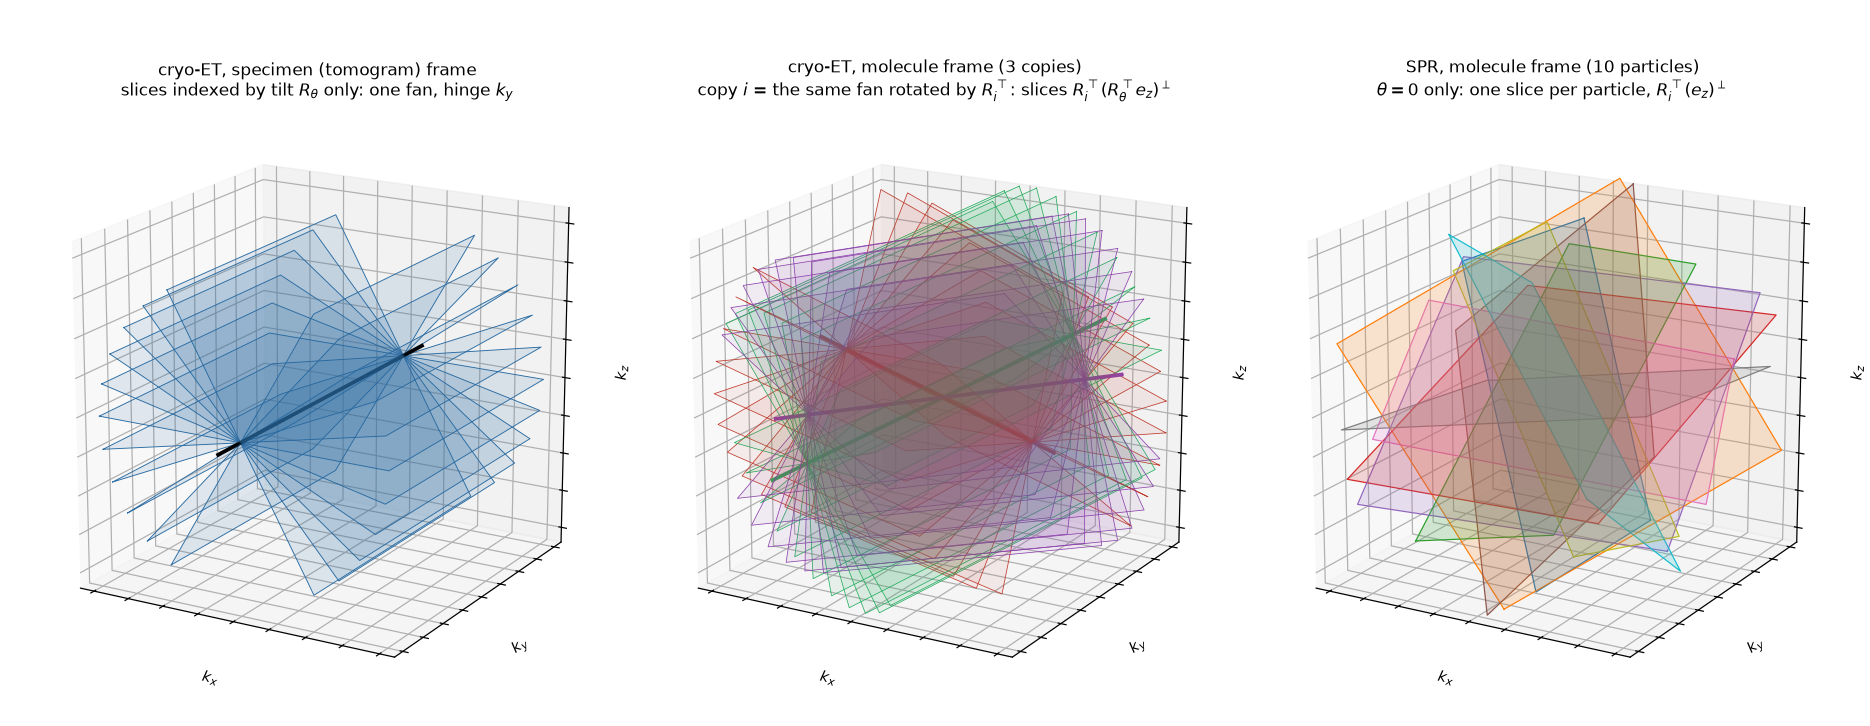 cryo-ET, specimen (tomogram) frame
slices indexed by tilt R_θ only: one fan, hinge k_y
cryo-ET, molecule frame (3 copies)
copy i = the same fan rotated by R_i^⊤: slices R_i^⊤(R_θ^⊤ e_z)^⊥
SPR, molecule frame (10 particles)
θ = 0 only: one slice per particle, R_i^⊤(e_z)^⊥
k_z
k_z
k_z
k_y
k_y
k_y
k_x
k_x
k_x